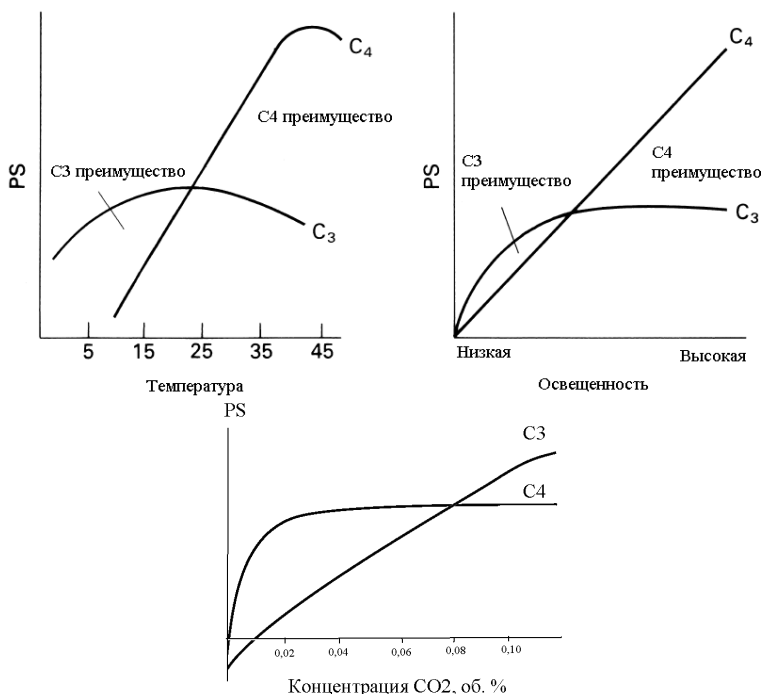 C4
C4 преимущество
C3 преимущество
PS
C3
5 15 25 35 45
Температура
C4
C3
преимущество
C4
преимущество
PS
C3
Низкая
Высокая
Освещенность
PS
C3
C4
0,02 0,04 0,06 0,08 0,10
Концентрация CO2, об. %